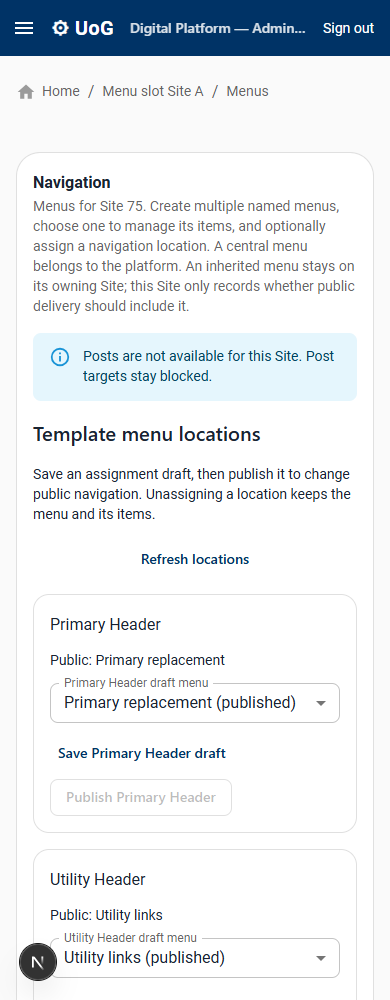 UoG
Digital Platform — Admin...
Sign out
Home / Menu slot Site A / Menus
Navigation
Menus for Site 75. Create multiple named menus,
choose one to manage its items, and optionally
assign a navigation location. A central menu
belongs to the platform. An inherited menu stays on
its owning Site; this Site only records whether public
delivery should include it.
Posts are not available for this Site. Post
targets stay blocked.
Template menu locations
Save an assignment draft, then publish it to change
public navigation. Unassigning a location keeps the
menu and its items.
Refresh locations
Primary Header
Public: Primary replacement
Primary Header draft menu
Primary replacement (published)
Save Primary Header draft
Publish Primary Header
Utility Header
Public: Utility links
Utility Header draft menu
Utility links (published)
N